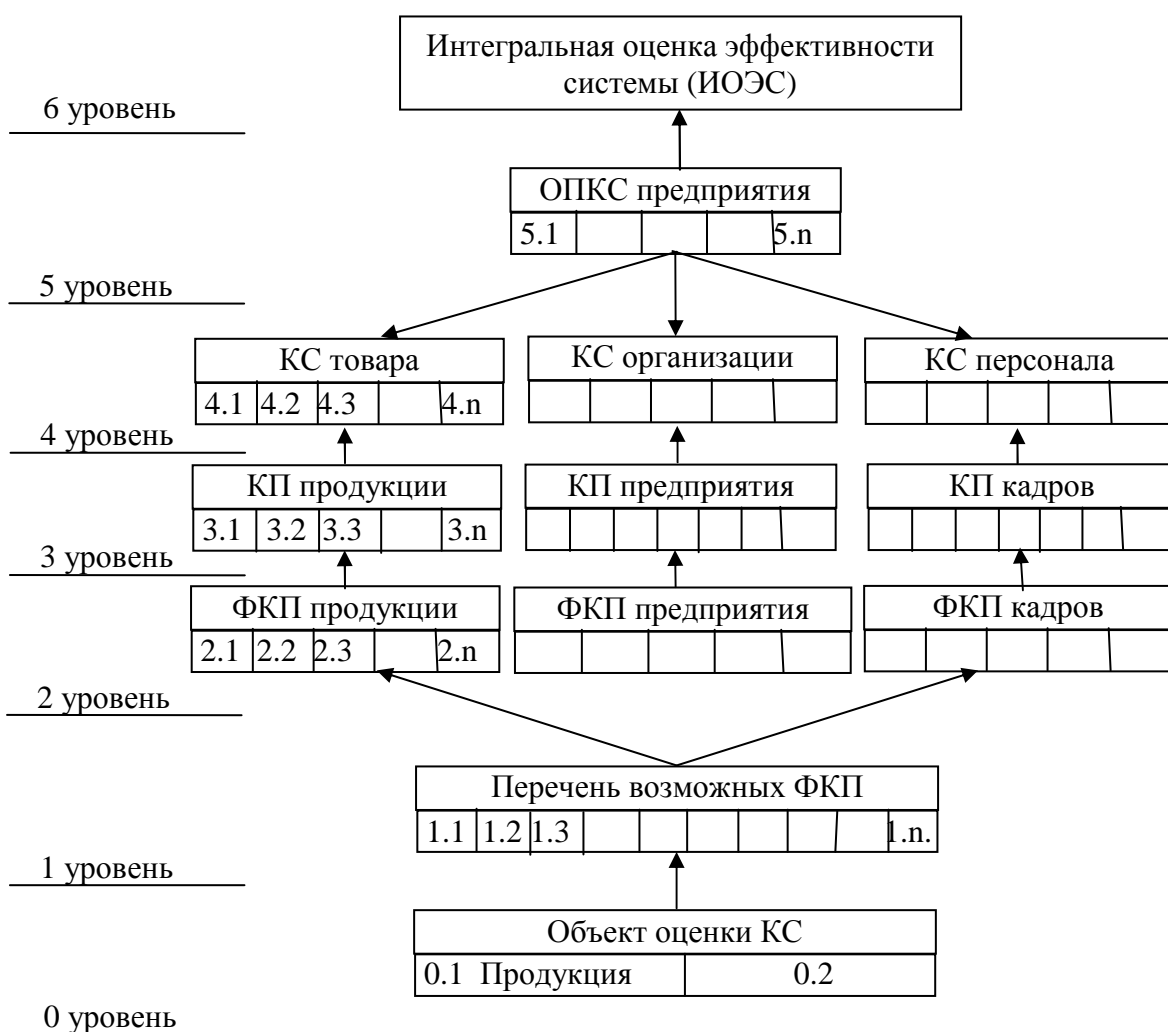 Интегральная оценка эффективности
системы (ИОЭС)
6 уровень
ОПКС предприятия
5.1 5.n
5 уровень
КС товара КС организации КС персонала
4.1 4.2 4.3 4.n
4 уровень
КП продукции КП предприятия КП кадров
3.1 3.2 3.3 3.n
3 уровень
ФКП продукции ФКП предприятия ФКП кадров
2.1 2.2 2.3 2.n
2 уровень
Перечень возможных ФКП
1.1 1.2 1.3 1.n.
1 уровень
Объект оценки КС
0.1 Продукция 0.2
0 уровень